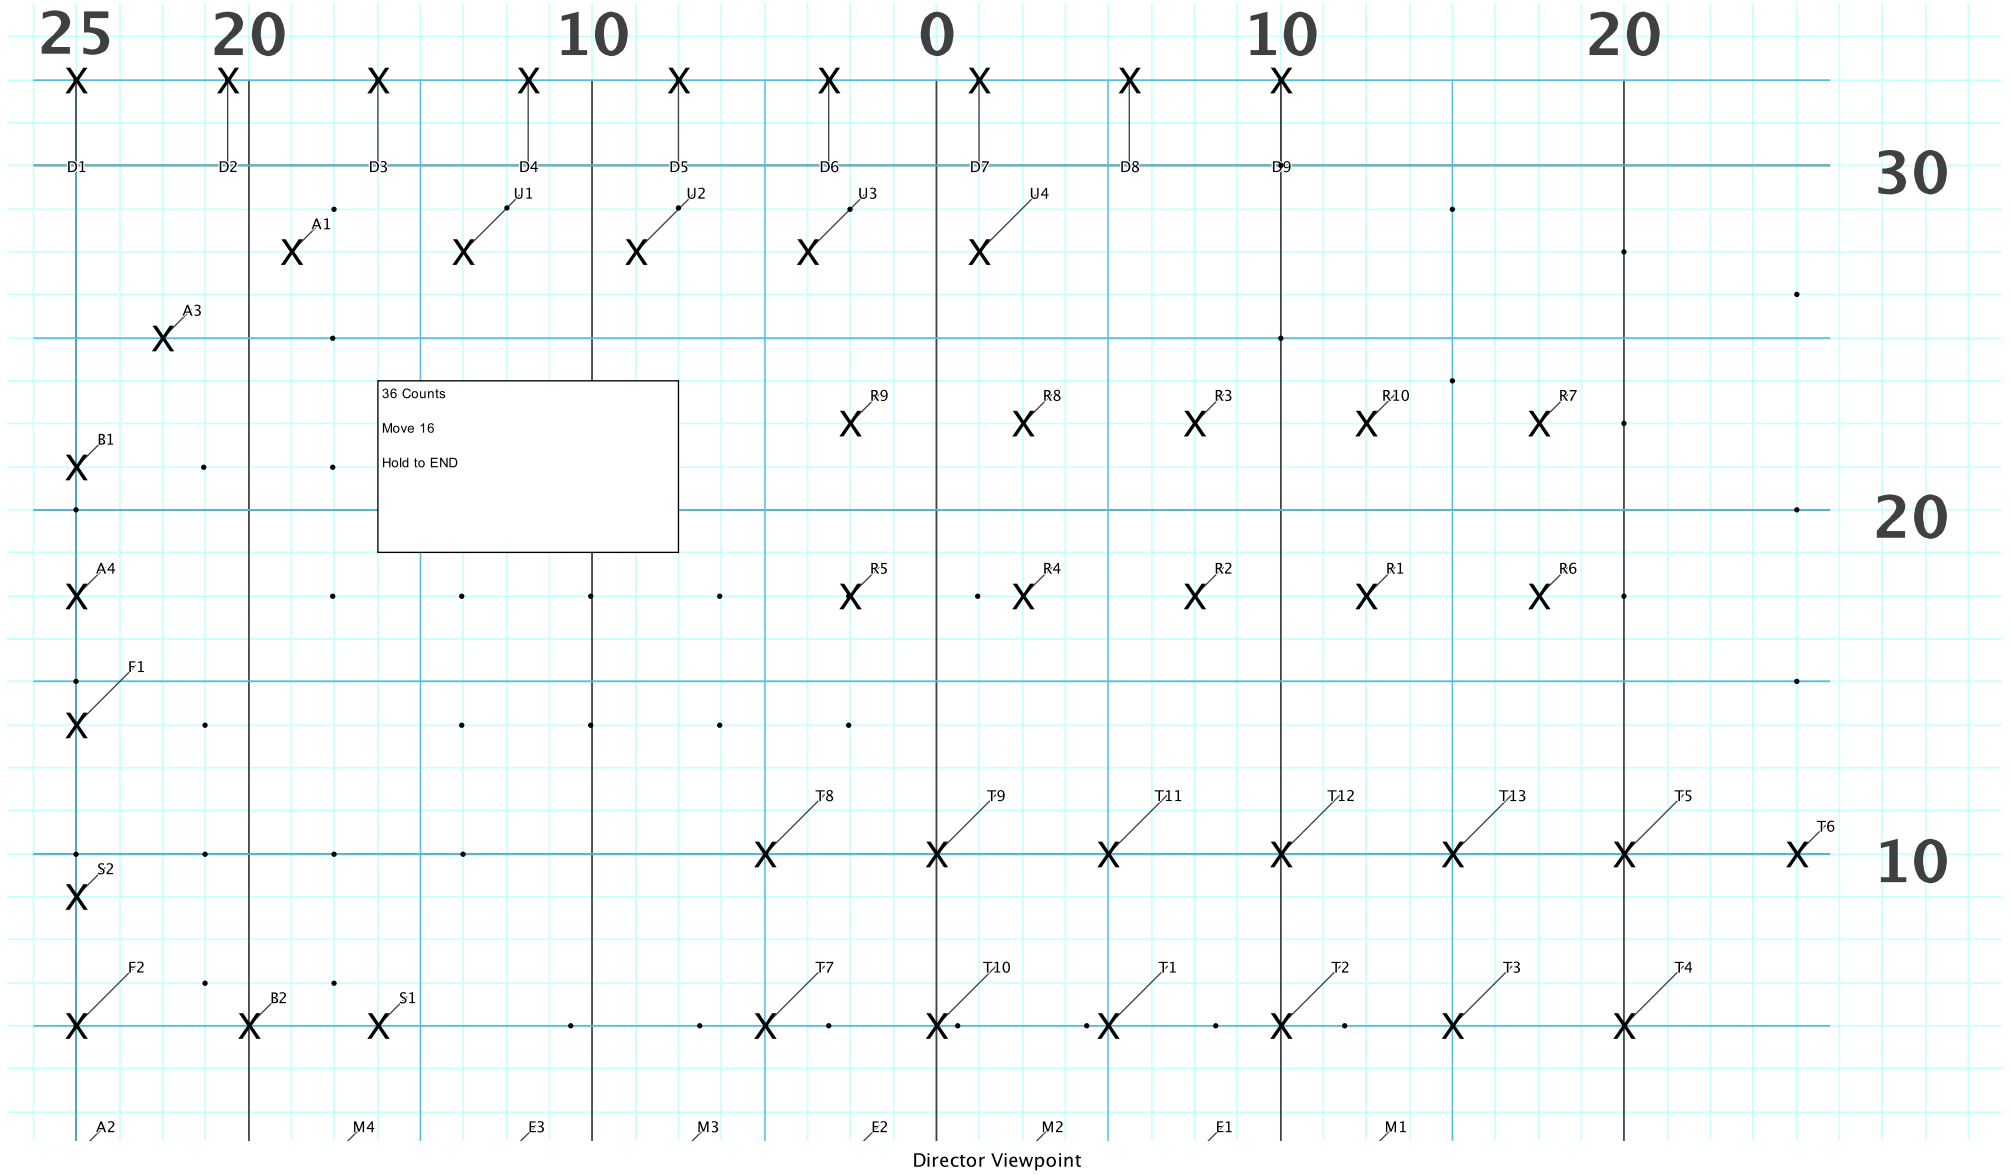 25 20 10 0 10 20
X X X X X X X X X
D1 D2 D3 D4 D5 D6 D7 D8 D9
30
U1 U2 U3 U4
A1
X X X X X
A3
X
36 Counts
R9 R8 R3 R10 R7
X X X X X
Move 16
B1
X
Hold to END
20
A4 R5 R4 R2 R1 R6
X X X X X X
F1
X
T8 T9 T11 T12 T13 T5
T6
X X X X X X X
10
S2
X
F2 T7 T10 T1 T2 T3 T4
B2 S1
X X X X X X X X X
A2 M4 E3 M3 E2 M2 E1 M1
Director Viewpoint